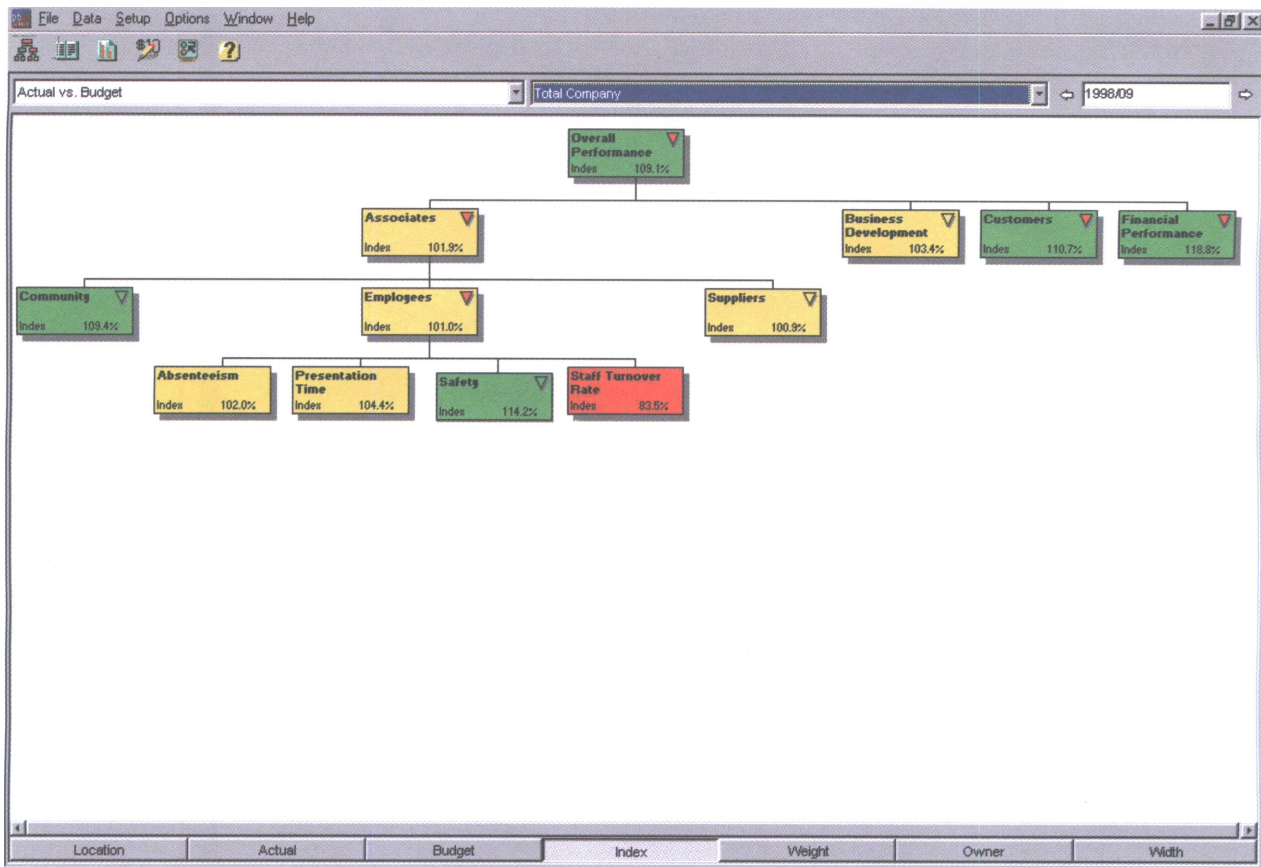 File Data Setup Options Window Help
Actual vs. Budget Total Company 1998/09
Overall
Performance
Index 109.1%
Associates
Index 101.9%
Business
Development
Index 103.4%
Customers
Index 110.7%
Financial
Performance
Index 118.8%
Community
Index 109.4%
Employees
Index 101.0%
Suppliers
Index 100.9%
Absenteeism
Index 102.0%
Presentation
Time
Index 104.4%
Safety
Index 114.2%
Staff Turnover
Rate
Index 83.5%
Location Actual Budget Index Weight Owner Width